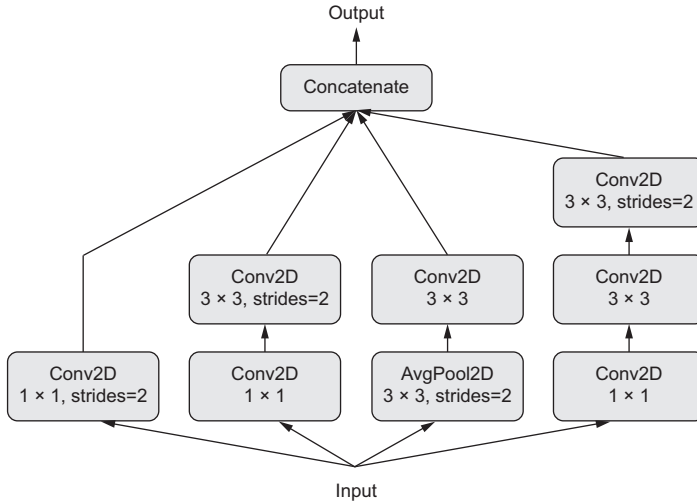 Output
Concatenate
Conv2D
3 × 3, strides=2
Conv2D
3 × 3, strides=2
Conv2D
3 × 3
Conv2D
3 × 3
Conv2D
1 × 1, strides=2
Conv2D
1 × 1
AvgPool2D
3 × 3, strides=2
Conv2D
1 × 1
Input